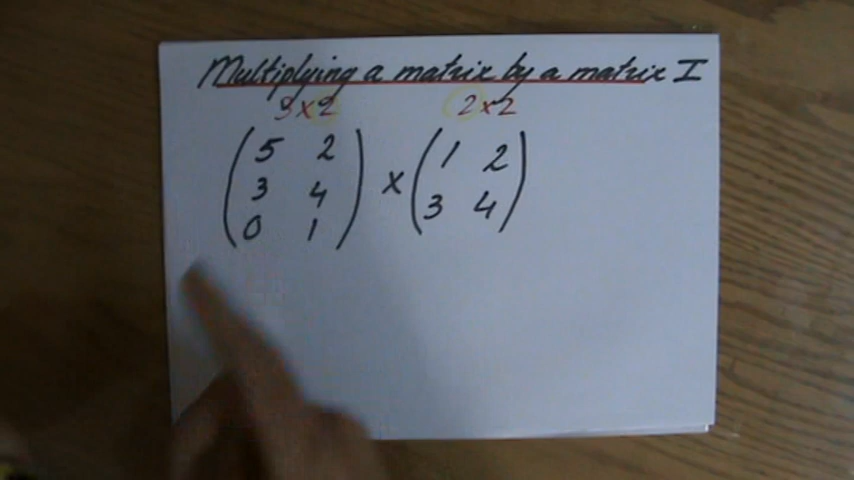 Multiplying a matrix by a matrix I
3x2 2x2
5 2 1 2
3 4 x 3 4
0 1